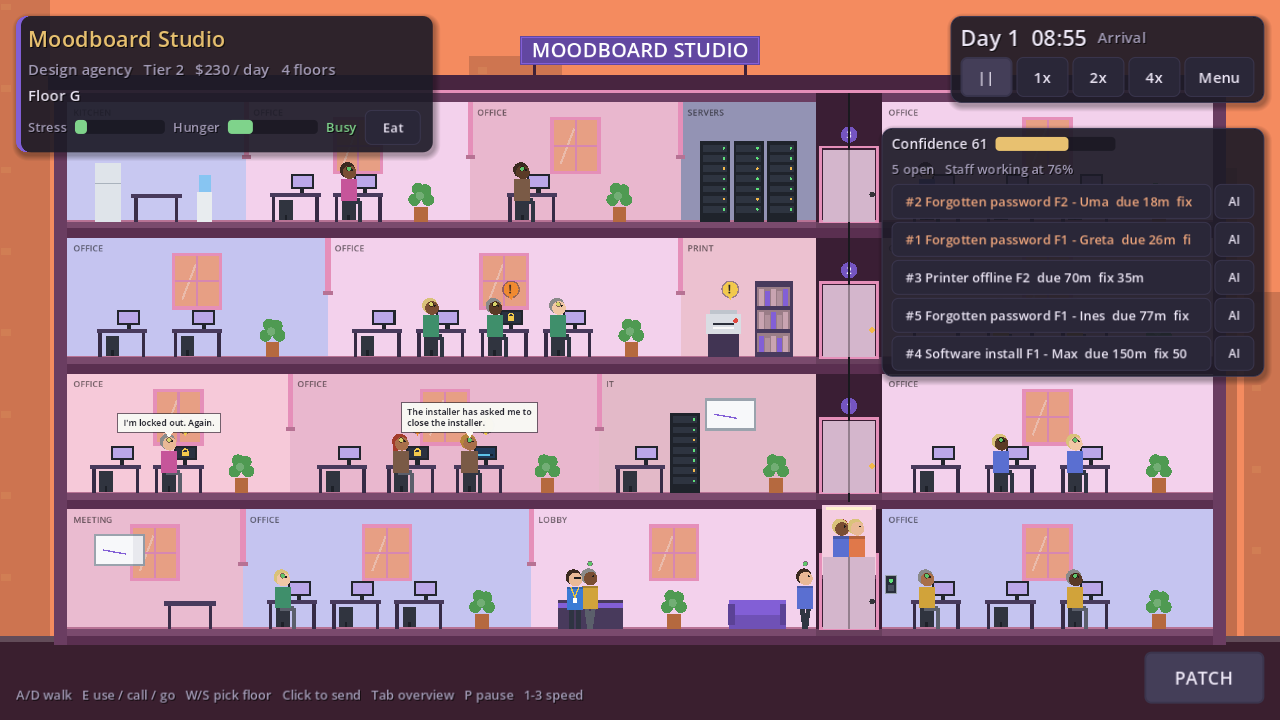 Moodboard Studio
Design agency Tier 2 $230 / day 4 floors
Floor G
Stress Hunger Busy Eat
MOODBOARD STUDIO
Day 1 08:55 Arrival
|| 1x 2x 4x Menu
Confidence 61
5 open Staff working at 76%
#2 Forgotten password F2 - Uma due 18m fix AI
#1 Forgotten password F1 - Greta due 26m fi AI
#3 Printer offline F2 due 70m fix 35m AI
#5 Forgotten password F1 - Ines due 77m fix AI
#4 Software install F1 - Max due 150m fix 50 AI
OFFICE SERVERS OFFICE
OFFICE OFFICE PRINT
! !
OFFICE OFFICE IT OFFICE
I'm locked out. Again.
The installer has asked me to
close the installer.
MEETING OFFICE LOBBY OFFICE
PATCH
A/D walk E use / call / go W/S pick floor Click to send Tab overview P pause 1-3 speed